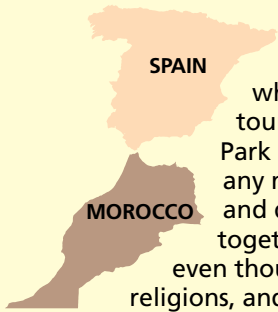 SPAIN
wh
tou
Park
any
MOROCCO and
toget
even thou
religions, and